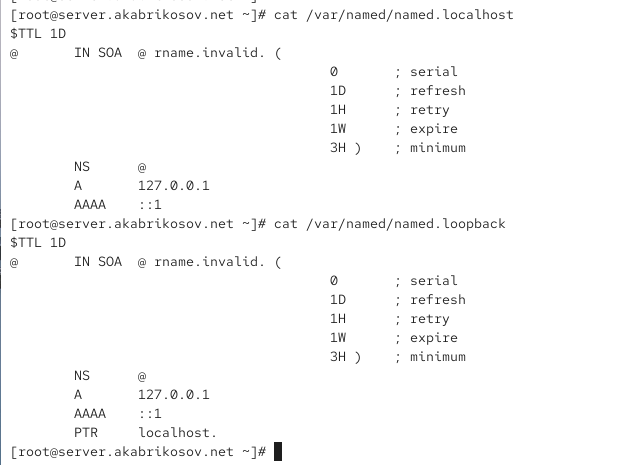 [root@server.akabrikosov.net ~]# cat /var/named/named.localhost
$TTL 1D
@       IN SOA  @ rname.invalid. (
                                        0       ; serial
                                        1D      ; refresh
                                        1H      ; retry
                                        1W      ; expire
                                        3H )    ; minimum
        NS      @
        A       127.0.0.1
        AAAA    ::1
[root@server.akabrikosov.net ~]# cat /var/named/named.loopback
$TTL 1D
@       IN SOA  @ rname.invalid. (
                                        0       ; serial
                                        1D      ; refresh
                                        1H      ; retry
                                        1W      ; expire
                                        3H )    ; minimum
        NS      @
        A       127.0.0.1
        AAAA    ::1
        PTR     localhost.
[root@server.akabrikosov.net ~]#